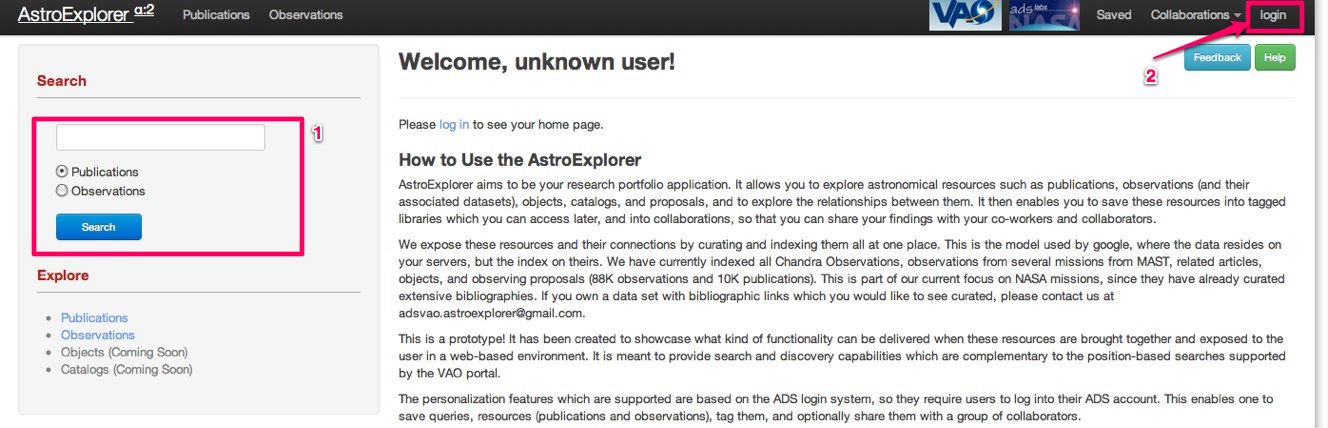 AstroExplorer α:2 Publications Observations VAO ads labs NASA Saved Collaborations login
2
Welcome, unknown user!
Feedback Help
Search
1
Publications
Observations
Search
Explore
Publications
Observations
Objects (Coming Soon)
Catalogs (Coming Soon)
Please log in to see your home page.
How to Use the AstroExplorer
AstroExplorer aims to be your research portfolio application. It allows you to explore astronomical resources such as publications, observations (and their
associated datasets), objects, catalogs, and proposals, and to explore the relationships between them. It then enables you to save these resources into tagged
libraries which you can access later, and into collaborations, so that you can share your findings with your co-workers and collaborators.
We expose these resources and their connections by curating and indexing them all at one place. This is the model used by google, where the data resides on
your servers, but the index on theirs. We have currently indexed all Chandra Observations, observations from several missions from MAST, related articles,
objects, and observing proposals (88K observations and 10K publications). This is part of our current focus on NASA missions, since they have already curated
extensive bibliographies. If you own a data set with bibliographic links which you would like to see curated, please contact us at
adsvao.astroexplorer@gmail.com.
This is a prototype! It has been created to showcase what kind of functionality can be delivered when these resources are brought together and exposed to the
user in a web-based environment. It is meant to provide search and discovery capabilities which are complementary to the position-based searches supported
by the VAO portal.
The personalization features which are supported are based on the ADS login system, so they require users to log into their ADS account. This enables one to
save queries, resources (publications and observations), tag them, and optionally share them with a group of collaborators.